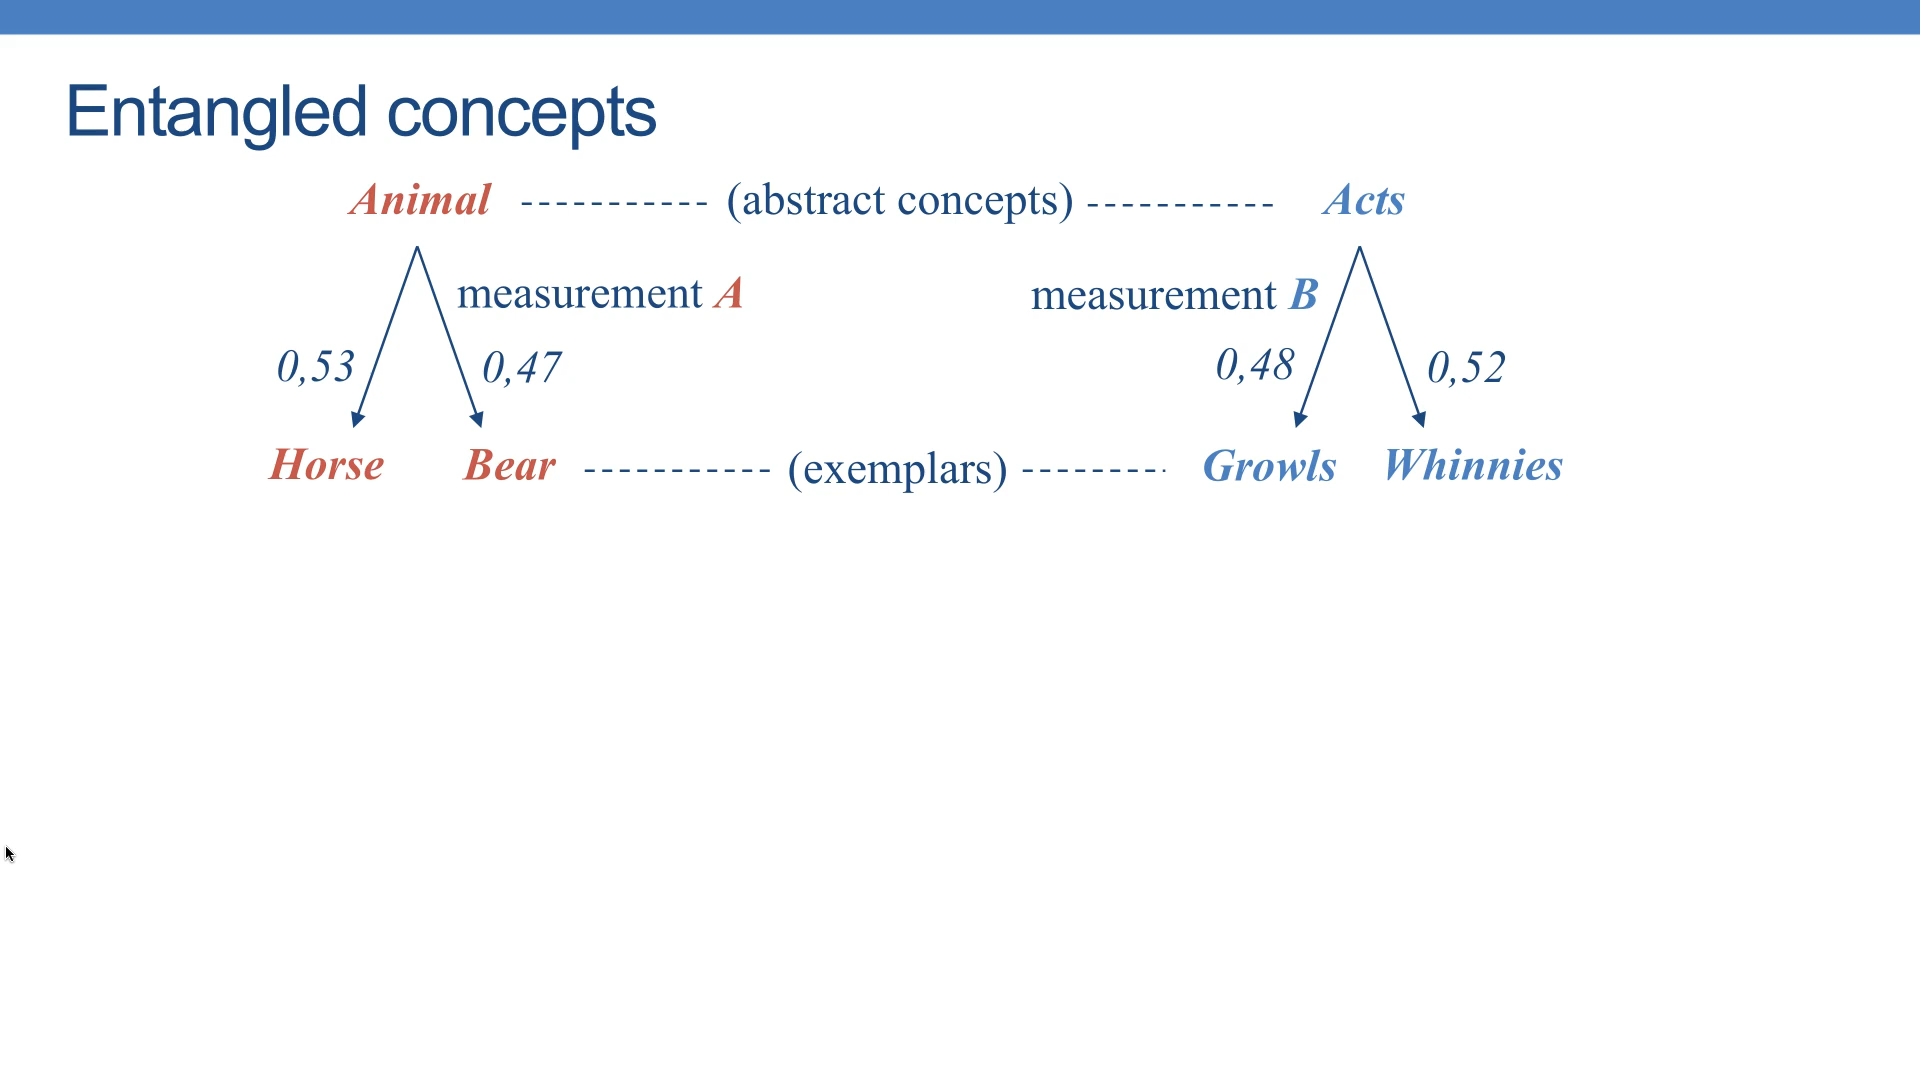 Entangled concepts
Animal ----------- (abstract concepts) ----------- Acts
measurement A measurement B
0,53 0,47 0,48 0,52
Horse Bear ----------- (exemplars) --------- Growls Whinnies